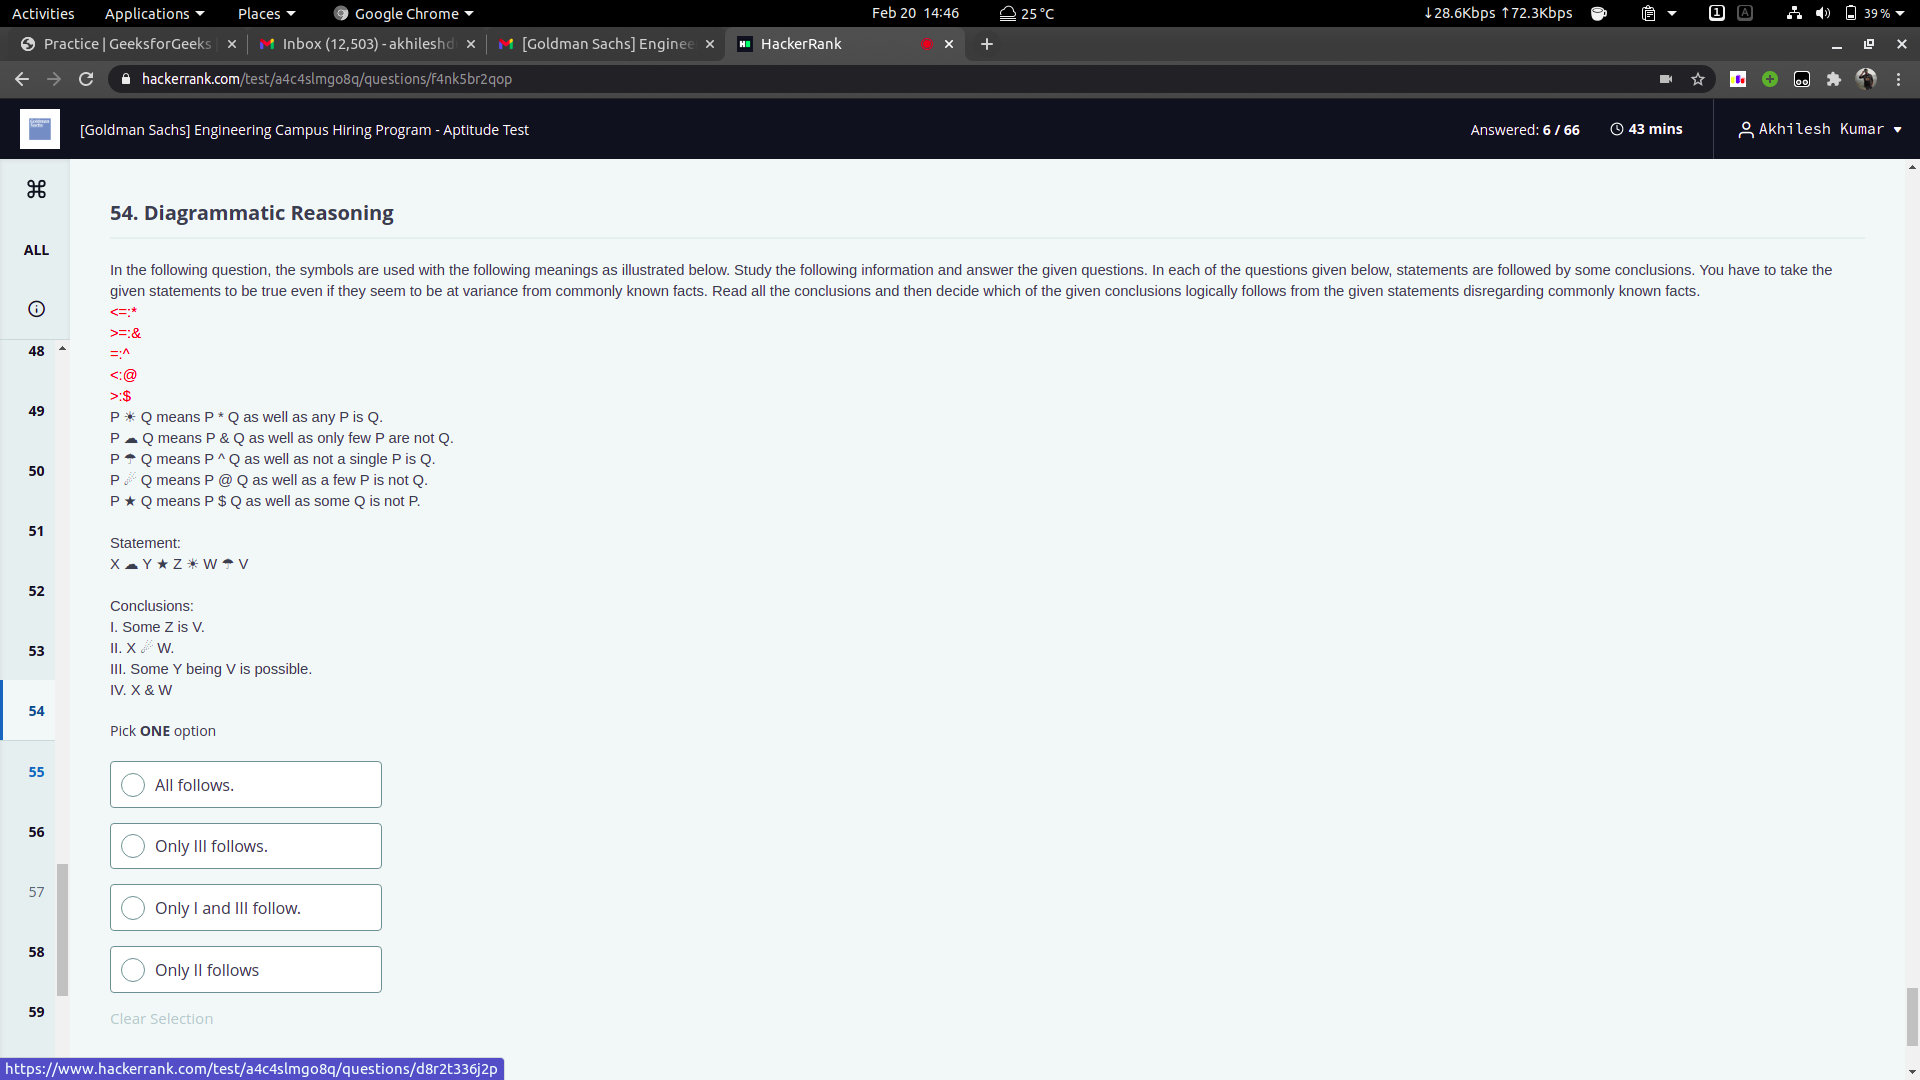 Activities Applications Places Google Chrome Feb 20 14:46 25 °C ↓28.6Kbps ↑72.3Kbps 1 A 39 %
Practice | GeeksforGeeks Inbox (12,503) - akhileshd [Goldman Sachs] Enginee HackerRank
hackerrank.com/test/a4c4slmgo8q/questions/f4nk5br2qop
[Goldman Sachs] Engineering Campus Hiring Program - Aptitude Test Answered: 6 / 66 43 mins Akhilesh Kumar
ALL
48
49
50
51
52
53
54
55
56
57
58
59
54. Diagrammatic Reasoning
In the following question, the symbols are used with the following meanings as illustrated below. Study the following information and answer the given questions. In each of the questions given below, statements are followed by some conclusions. You have to take the
given statements to be true even if they seem to be at variance from commonly known facts. Read all the conclusions and then decide which of the given conclusions logically follows from the given statements disregarding commonly known facts.
<=:*
>=:&
=:^
<:@
>:$
P ☀ Q means P * Q as well as any P is Q.
P ☁ Q means P & Q as well as only few P are not Q.
P ☂ Q means P ^ Q as well as not a single P is Q.
P ☄ Q means P @ Q as well as a few P is not Q.
P ★ Q means P $ Q as well as some Q is not P.
Statement:
X ☁ Y ★ Z ☀ W ☂ V
Conclusions:
I. Some Z is V.
II. X ☄ W.
III. Some Y being V is possible.
IV. X & W
Pick ONE option
All follows.
Only III follows.
Only I and III follow.
Only II follows
Clear Selection
https://www.hackerrank.com/test/a4c4slmgo8q/questions/d8r2t336j2p